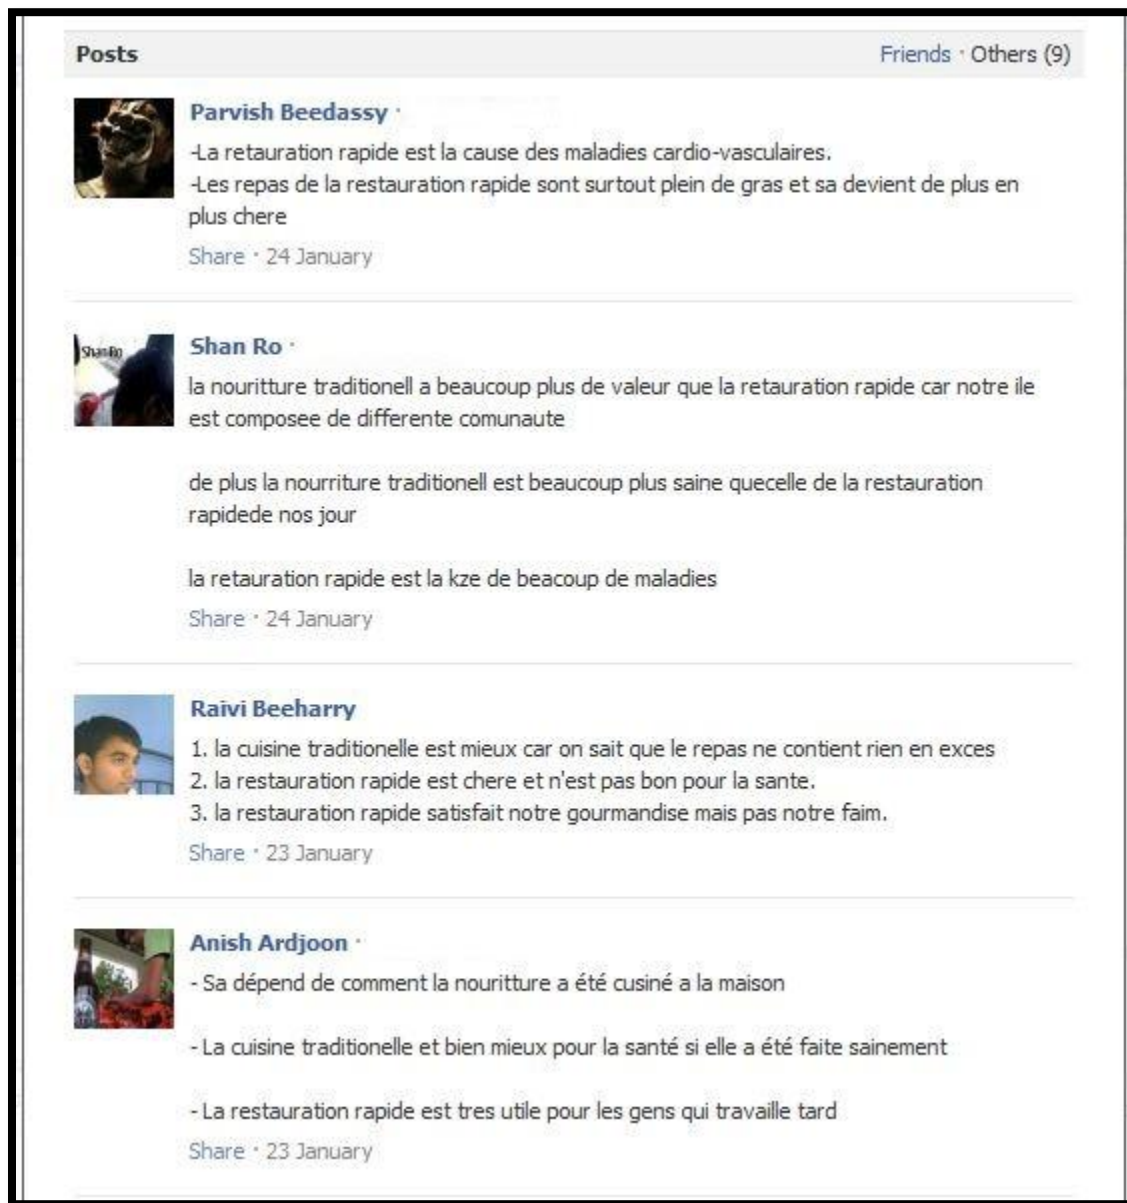 Posts
Friends · Others (9)
Parvish Beedassy ·
-La retauration rapide est la cause des maladies cardio-vasculaires.
-Les repas de la restauration rapide sont surtout plein de gras et sa devient de plus en
plus chere
Share · 24 January
Shan Ro
Shan Ro ·
la nouritture traditionell a beaucoup plus de valeur que la retauration rapide car notre ile
est composee de differente comunaute
de plus la nourriture traditionell est beaucoup plus saine quecelle de la restauration
rapidede nos jour
la retauration rapide est la kze de beacoup de maladies
Share · 24 January
Raivi Beeharry
1. la cuisine traditionelle est mieux car on sait que le repas ne contient rien en exces
2. la restauration rapide est chere et n'est pas bon pour la sante.
3. la restauration rapide satisfait notre gourmandise mais pas notre faim.
Share · 23 January
Anish Ardjoon ·
- Sa dépend de comment la nouritture a été cusiné a la maison
- La cuisine traditionelle et bien mieux pour la santé si elle a été faite sainement
- La restauration rapide est tres utile pour les gens qui travaille tard
Share · 23 January